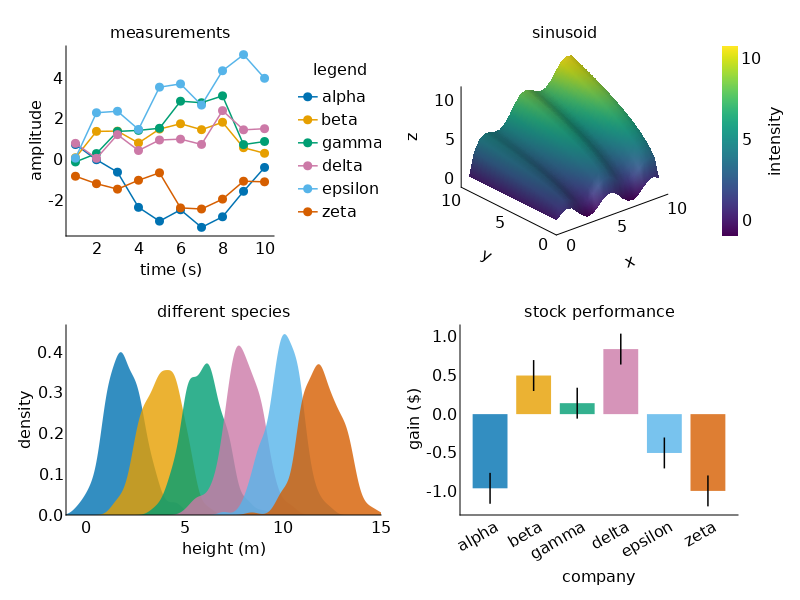 measurements
amplitude
4
2
0
-2
2
4
6
8
10
time (s)
legend
alpha
beta
gamma
delta
epsilon
zeta
sinusoid
z
10
5
0
10
5
0
y
0
5
10
x
10
5
0
intensity
different species
density
0.4
0.3
0.2
0.1
0.0
0
5
10
15
height (m)
stock performance
gain ($)
1.0
0.5
0.0
-0.5
-1.0
alpha
beta
gamma
delta
epsilon
zeta
company